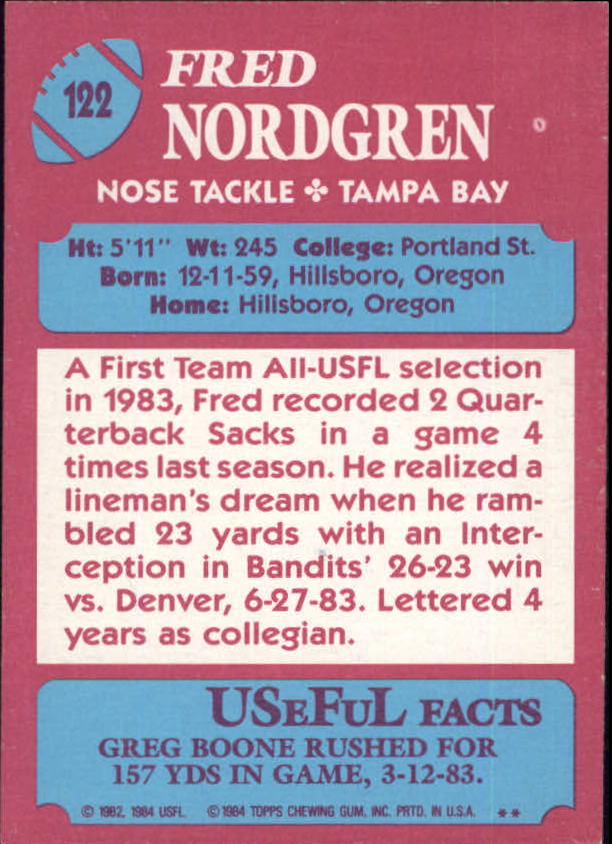 122
FRED
NORDGREN
NOSE TACKLE ✤ TAMPA BAY
Ht: 5'11" Wt: 245 College: Portland St.
Born: 12-11-59, Hillsboro, Oregon
Home: Hillsboro, Oregon
A First Team All-USFL selection
in 1983, Fred recorded 2 Quar-
terback Sacks in a game 4
times last season. He realized a
lineman's dream when he ram-
bled 23 yards with an Inter-
ception in Bandits' 26-23 win
vs. Denver, 6-27-83. Lettered 4
years as collegian.
USeFuL FACTS
GREG BOONE RUSHED FOR
157 YDS IN GAME, 3-12-83.
© 1982, 1984 USFL. © 1984 TOPPS CHEWING GUM, INC. PRTD. IN U.S.A. **